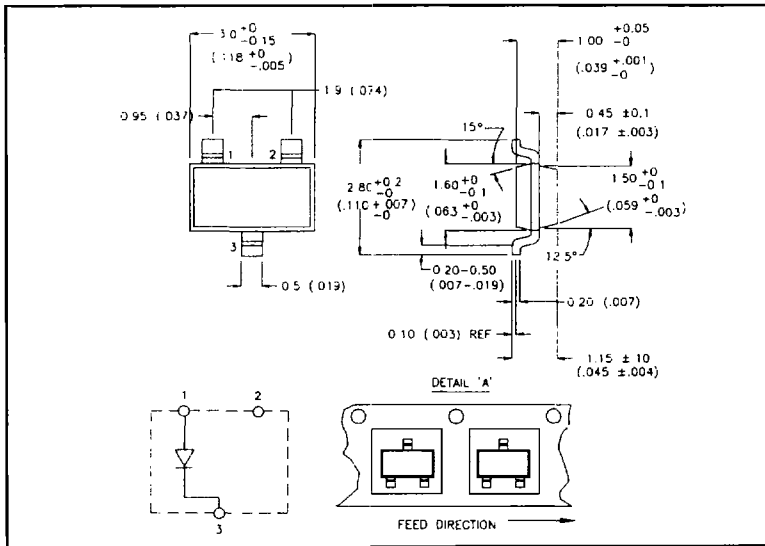 3.0 +0 -0.15
(.118 +0 -.005)
1.9 (.074)
0.95 (.037)
1
2
3
0.5 (.019)
1.00 +0.05 -0
(.039 +.001 -0)
0.45 ±0.1
(.017 ±.003)
15°
2.80 +0.2 -0
(.110 +.007 -0)
1.60 +0 -0.1
(.063 +0 -.003)
1.50 +0 -0.1
(.059 +0 -.003)
12.5°
0.20-0.50
(.007-.019)
0.20 (.007)
0.10 (.003) REF
1.15 ±10
(.045 ±.004)
DETAIL 'A'
1
2
3
FEED DIRECTION